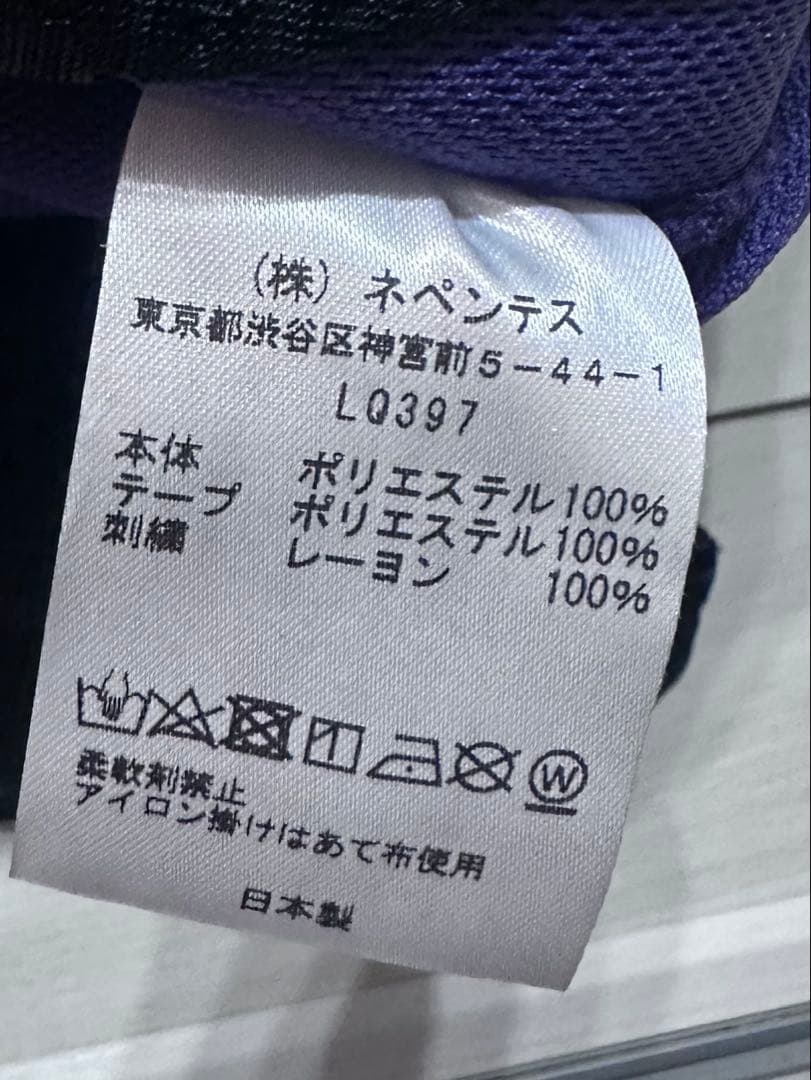 (株) ネペンテス
東京都渋谷区神宮前5-44-1
LQ397
本体 ポリエステル100%
テープ ポリエステル100%
刺繍 レーヨン 100%
W
柔軟剤禁止
アイロン掛けはあて布使用
日本製